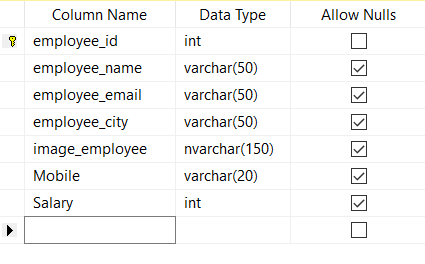 Column Name Data Type Allow Nulls
employee_id int
employee_name varchar(50)
employee_email varchar(50)
employee_city varchar(50)
image_employee nvarchar(150)
Mobile varchar(20)
Salary int